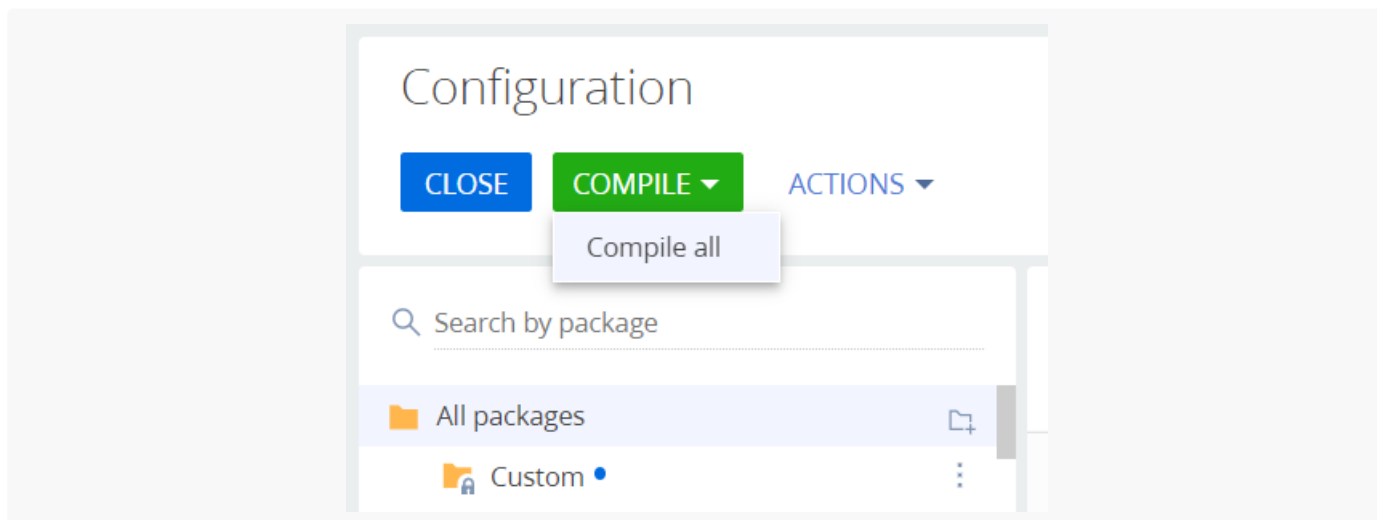 Configuration
CLOSE COMPILE ACTIONS
Compile all
Search by package
All packages
Custom